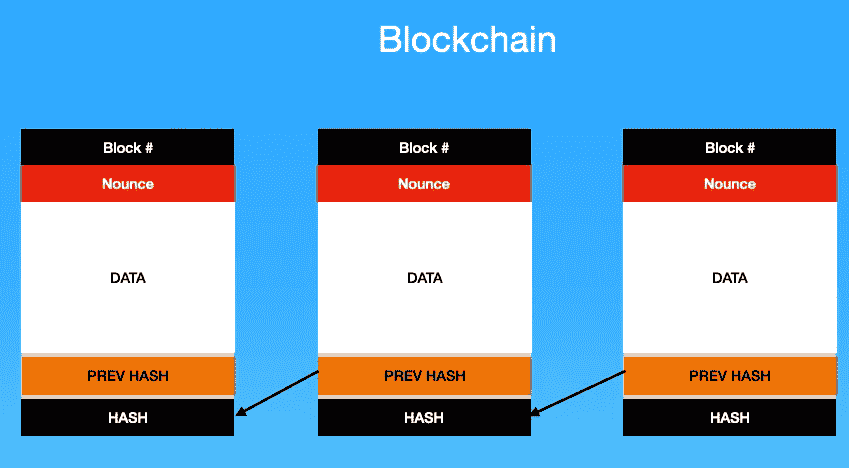 Blockchain
Block #
Nounce
DATA
PREV HASH
HASH
Block #
Nounce
DATA
PREV HASH
HASH
Block #
Nounce
DATA
PREV HASH
HASH